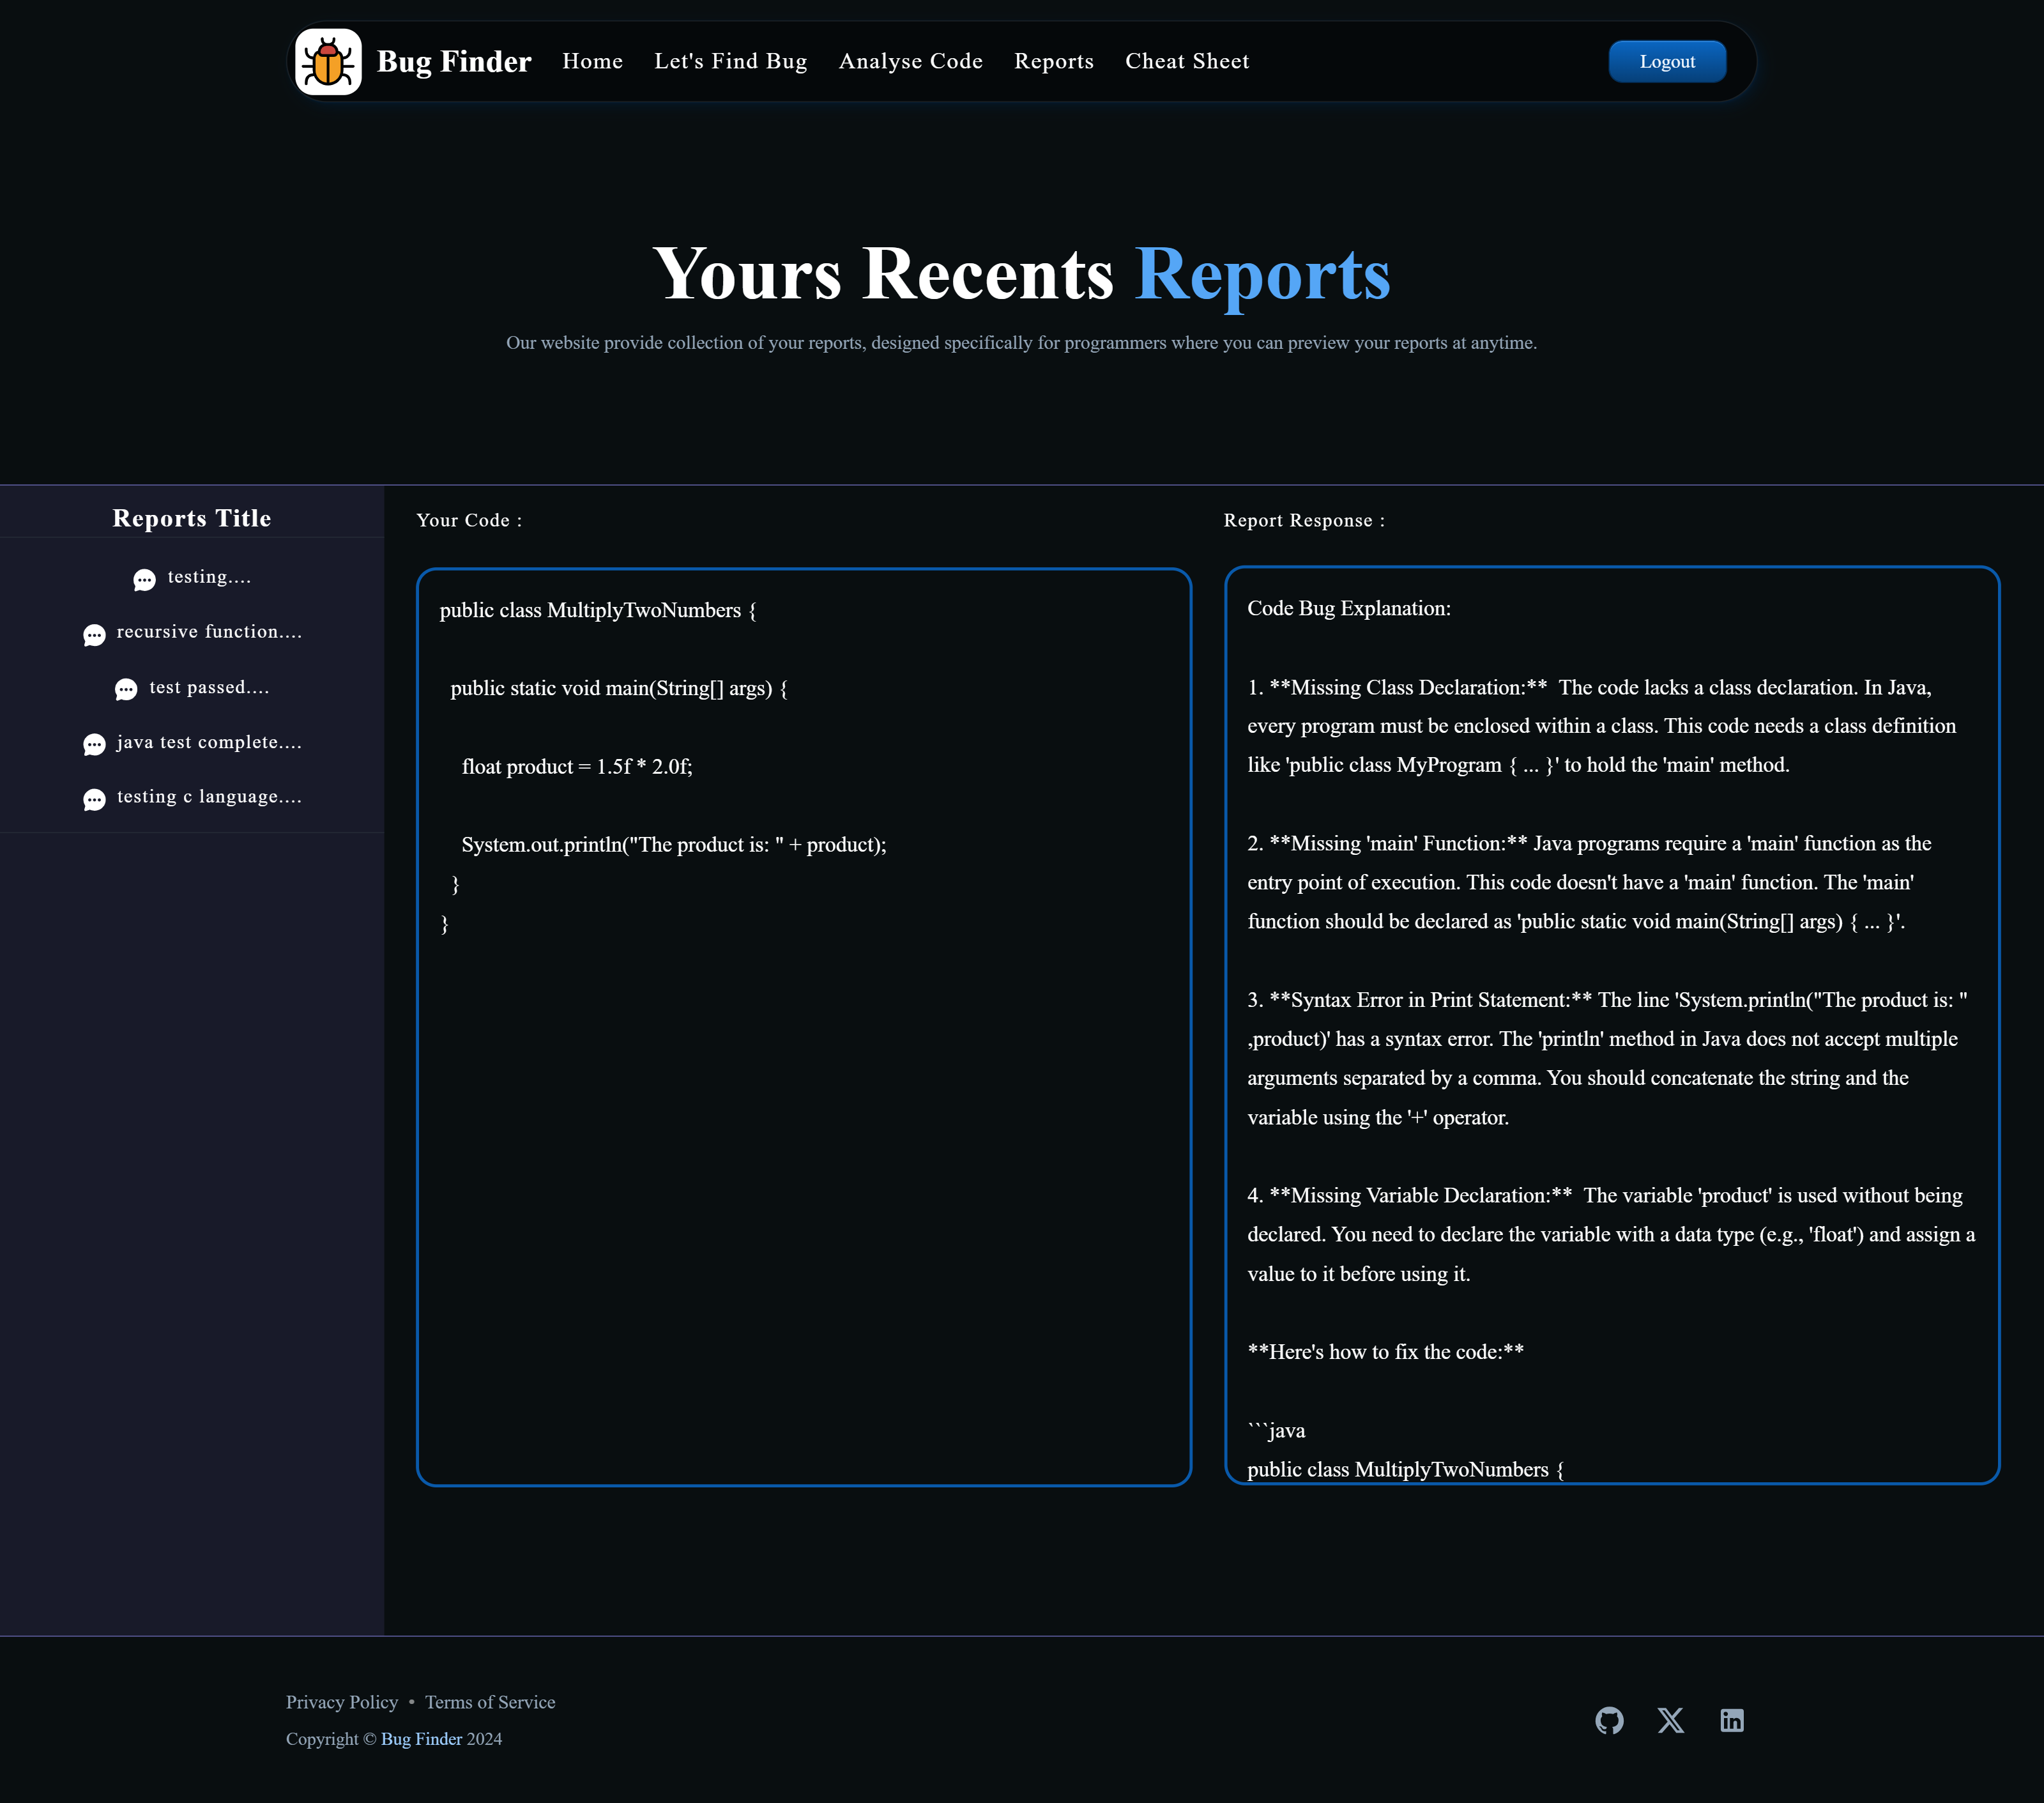 Bug Finder Home Let's Find Bug Analyse Code Reports Cheat Sheet Logout
Yours Recents Reports
Our website provide collection of your reports, designed specifically for programmers where you can preview your reports at anytime.
Reports Title
testing....
recursive function....
test passed....
java test complete....
testing c language....
Your Code :
public class MultiplyTwoNumbers {
public static void main(String[] args) {
float product = 1.5f * 2.0f;
System.out.println("The product is: " + product);
}
}
Report Response :
Code Bug Explanation:
1. **Missing Class Declaration:** The code lacks a class declaration. In Java,
every program must be enclosed within a class. This code needs a class definition
like 'public class MyProgram { ... }' to hold the 'main' method.
2. **Missing 'main' Function:** Java programs require a 'main' function as the
entry point of execution. This code doesn't have a 'main' function. The 'main'
function should be declared as 'public static void main(String[] args) { ... }'.
3. **Syntax Error in Print Statement:** The line 'System.println("The product is: "
,product)' has a syntax error. The 'println' method in Java does not accept multiple
arguments separated by a comma. You should concatenate the string and the
variable using the '+' operator.
4. **Missing Variable Declaration:** The variable 'product' is used without being
declared. You need to declare the variable with a data type (e.g., 'float') and assign a
value to it before using it.
**Here's how to fix the code:**
```java
public class MultiplyTwoNumbers {
Privacy Policy • Terms of Service
Copyright © Bug Finder 2024